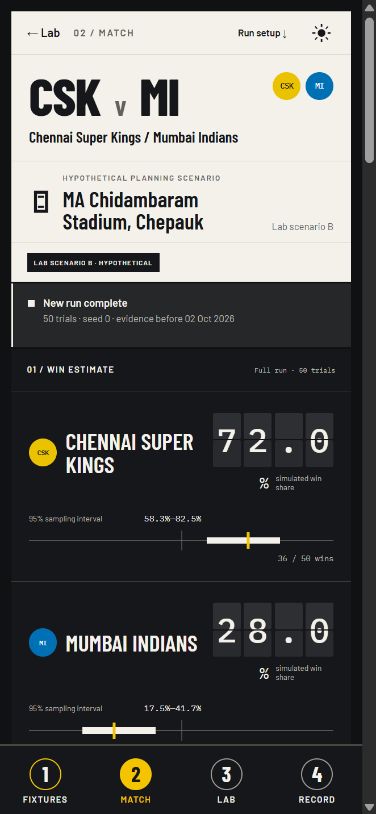 ← Lab 02 / MATCH Run setup ↓
CSK v MI CSK MI
Chennai Super Kings / Mumbai Indians
HYPOTHETICAL PLANNING SCENARIO
MA Chidambaram
Stadium, Chepauk Lab scenario B
LAB SCENARIO B · HYPOTHETICAL
New run complete
50 trials · seed 0 · evidence before 02 Oct 2026
01 / WIN ESTIMATE Full run · 50 trials
CSK CHENNAI SUPER KINGS 72.0
% simulated win share
95% sampling interval 58.3%–82.5%
36 / 50 wins
MI MUMBAI INDIANS 28.0
% simulated win share
95% sampling interval 17.5%–41.7%
1 2 3 4
FIXTURES MATCH LAB RECORD